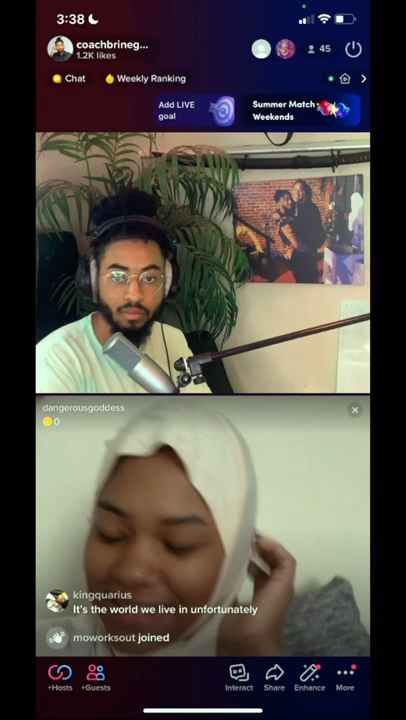 3:38
coachbrineg...
1.2K likes
45
Chat
Weekly Ranking
Add LIVE
goal
Summer Match
Weekends
dangerousgoddess
0
kingquarius
It's the world we live in unfortunately
moworksout joined
+Hosts
+Guests
Interact
Share
Enhance
More